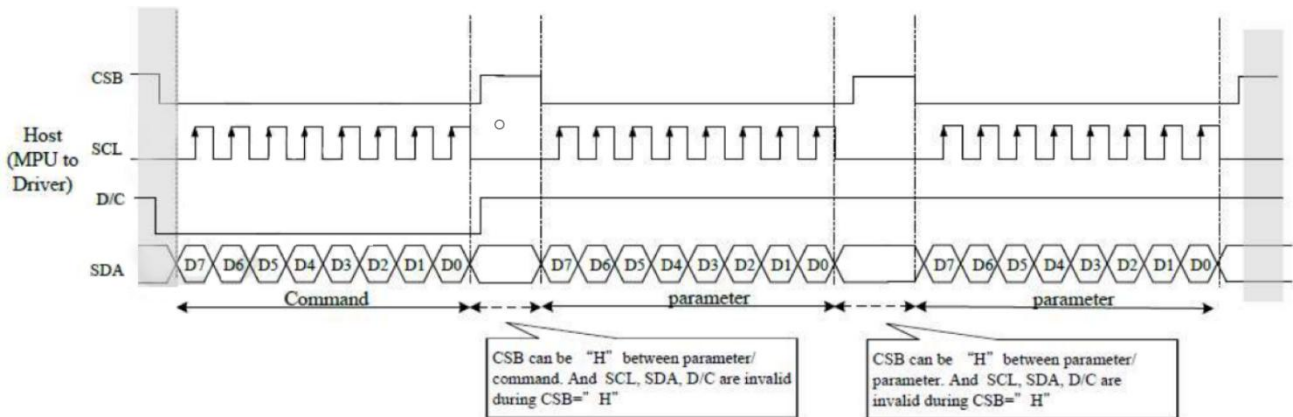 CSB
Host
(MPU to
Driver)
SCL
D/C
SDA
D7 D6 D5 D4 D3 D2 D1 D0
D7 D6 D5 D4 D3 D2 D1 D0
D7 D6 D5 D4 D3 D2 D1 D0
Command
parameter
parameter
CSB can be “H” between parameter/
command. And SCL, SDA, D/C are invalid
during CSB=” H”
CSB can be “H” between parameter/
parameter. And SCL, SDA, D/C are
invalid during CSB=” H”